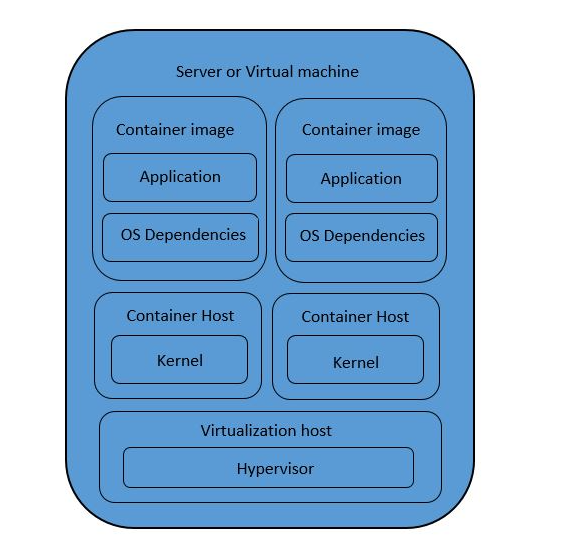 Server or Virtual machine
Container image
Container image
Application
Application
OS Dependencies
OS Dependencies
Container Host
Container Host
Kernel
Kernel
Virtualization host
Hypervisor